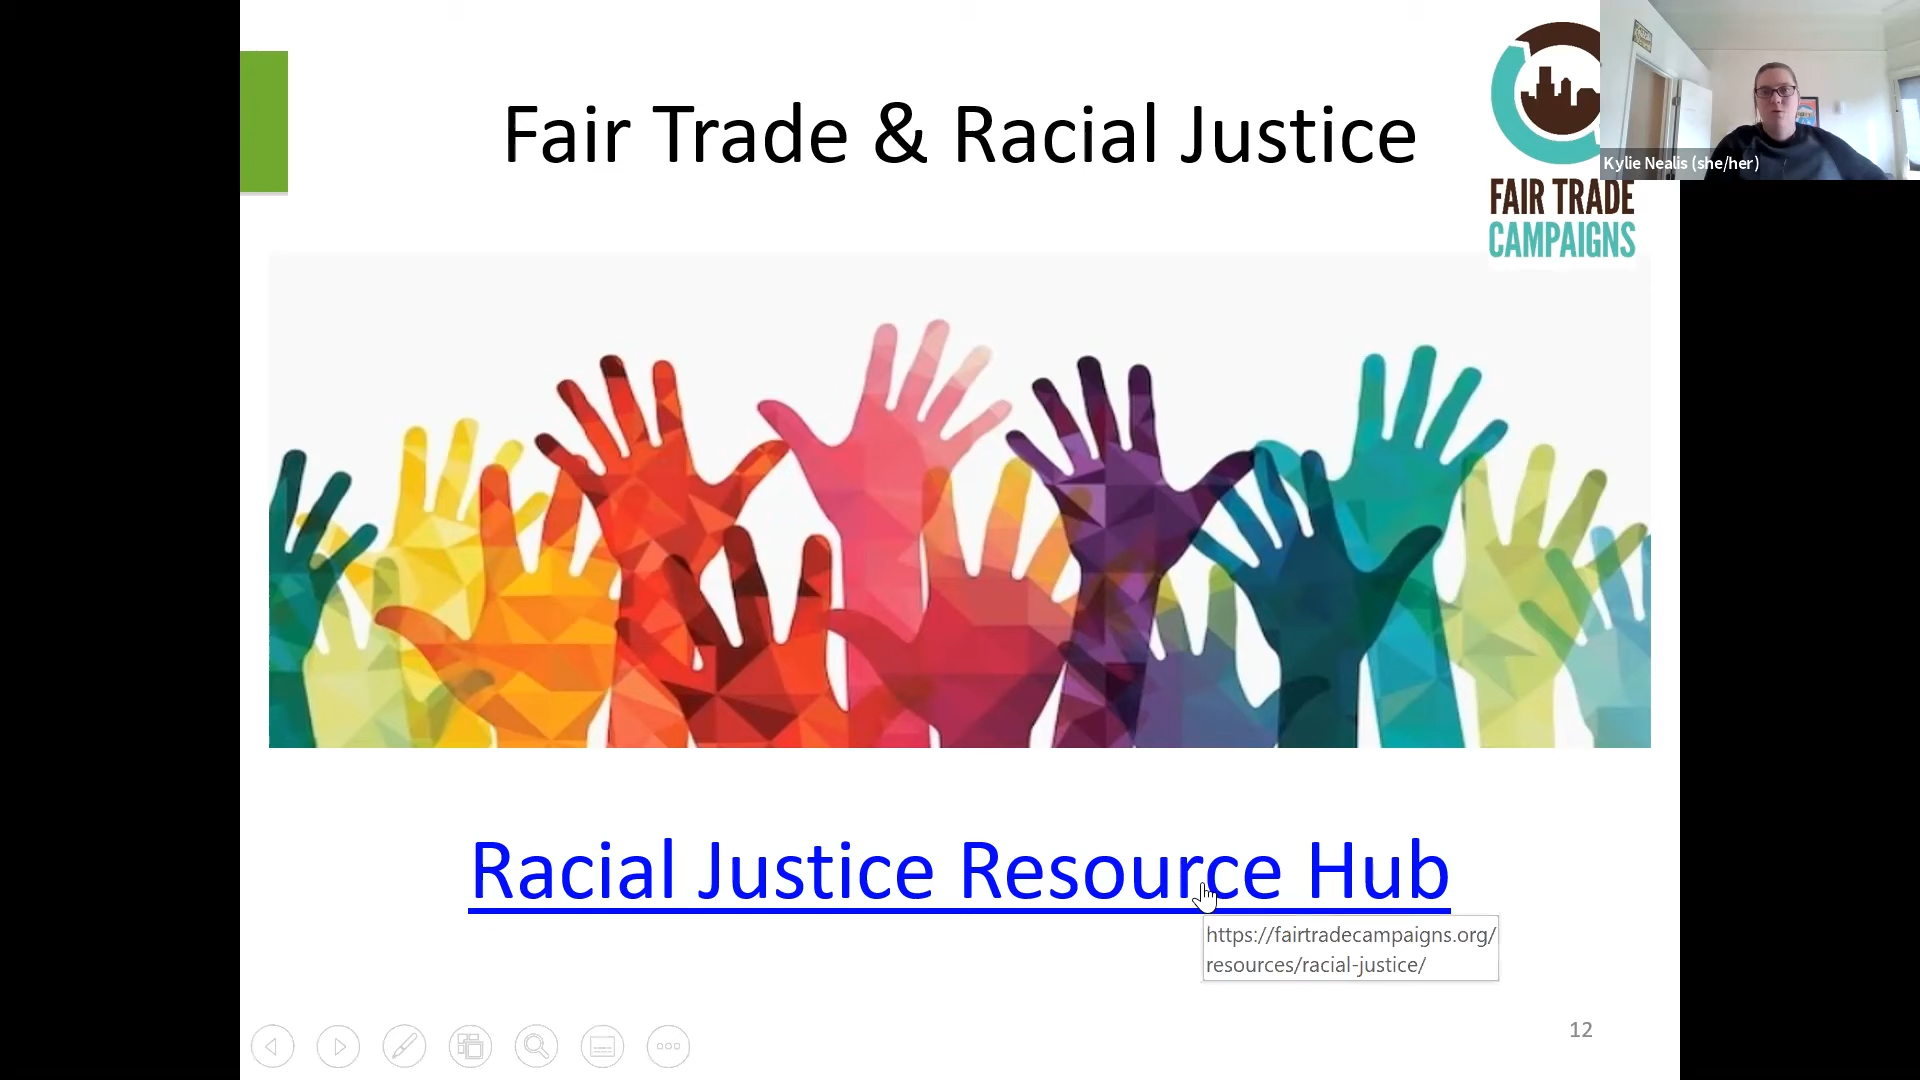 Fair Trade & Racial Justice
FAIR TRADE
CAMPAIGNS
Kylie Nealis (she/her)
Racial Justice Resource Hub
https://fairtradecampaigns.org/
resources/racial-justice/
12